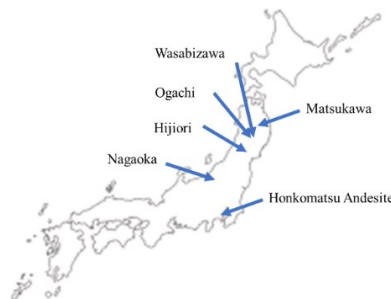 Wasabizawa
Ogachi
Matsukawa
Hijiori
Nagaoka
Honkomatsu Andesite